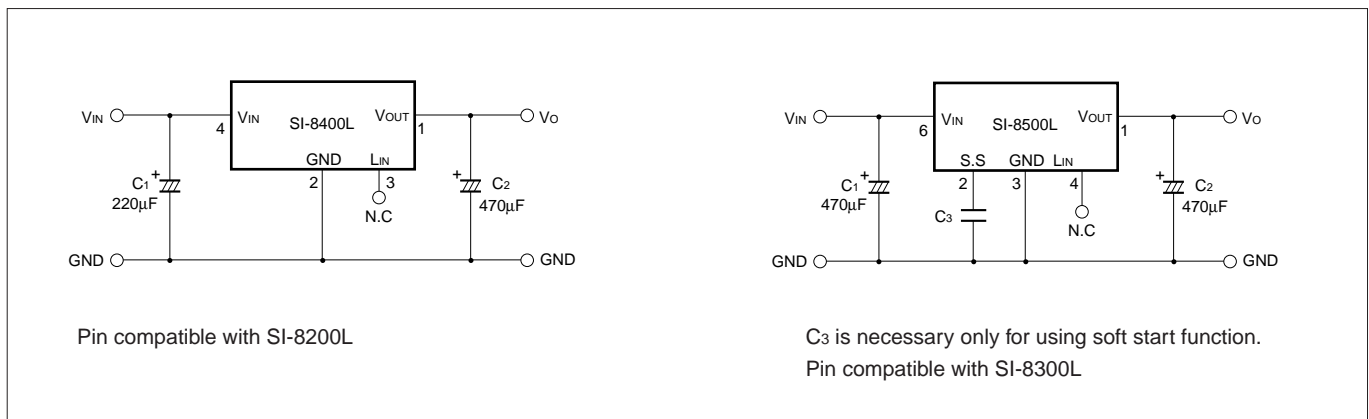 VIN VIN SI-8400L VOUT VO
4 1
GND LIN
2 3
C1 + 220µF
N.C
+ C2 470µF
GND GND
Pin compatible with SI-8200L
VIN VIN SI-8500L VOUT VO
6 1
S.S GND LIN
2 3 4
C1 + 470µF
C3
N.C
+ C2 470µF
GND GND
C3 is necessary only for using soft start function.
Pin compatible with SI-8300L